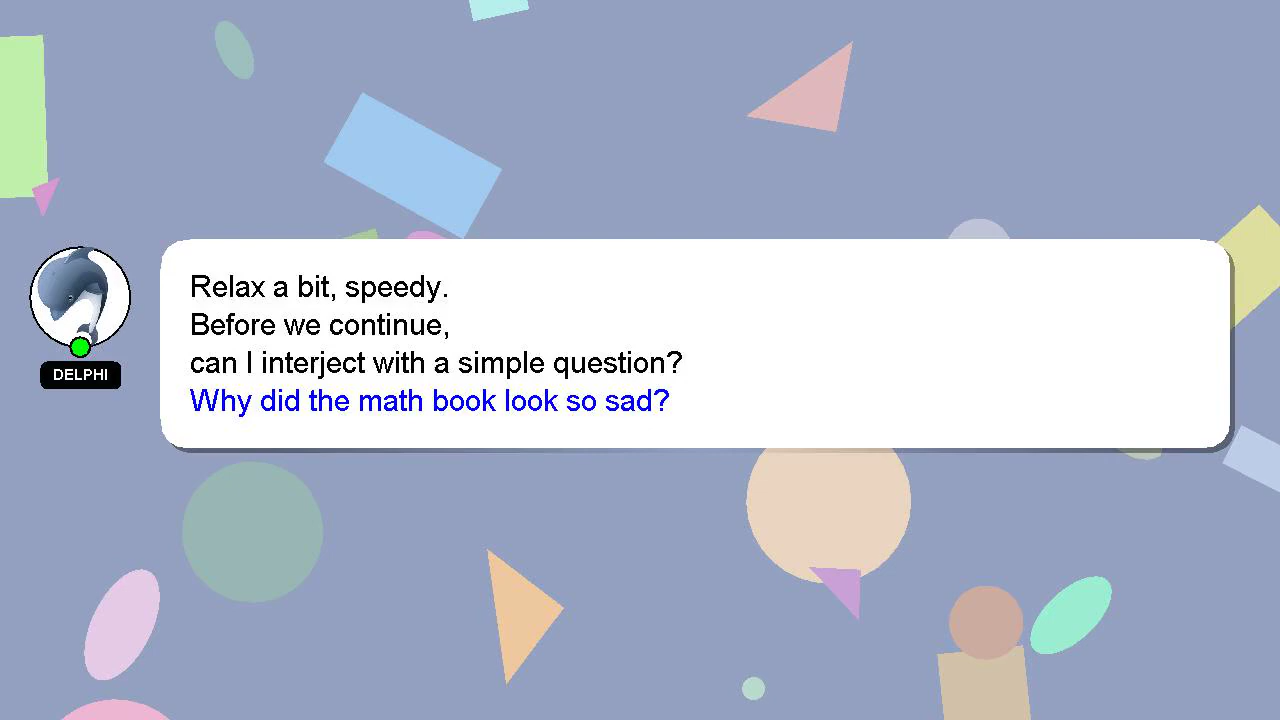 Relax a bit, speedy.
Before we continue,
can I interject with a simple question?
Why did the math book look so sad?
DELPHI